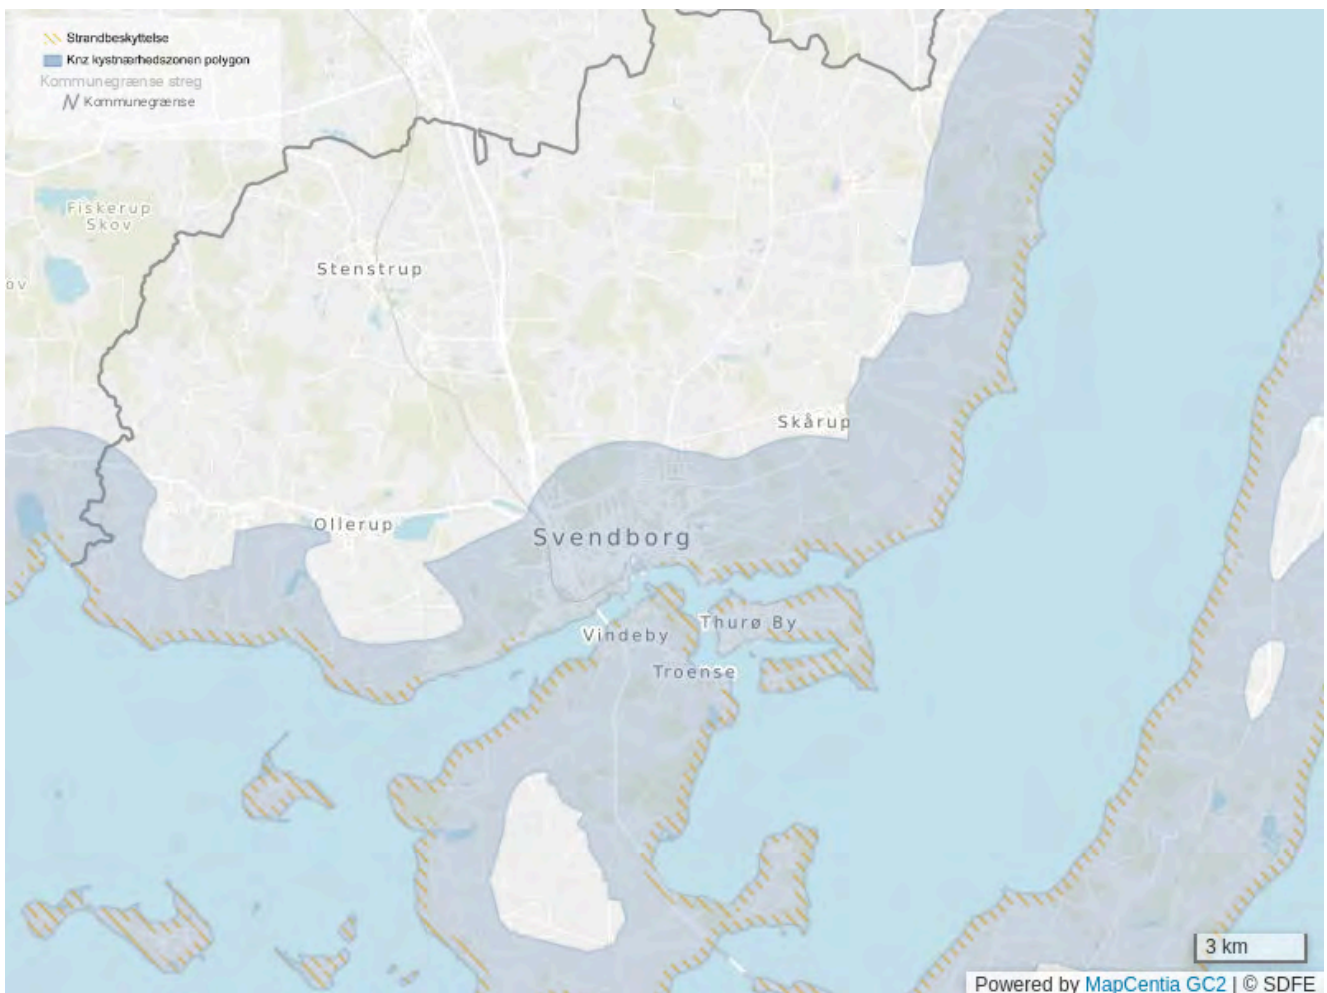 Strandbeskyttelse
Knz kystnærhedszonen polygon
Kommunegrænse streg
Kommunegrænse
Fiskerup
Skov
ov
Stenstrup
Skårup
Ollerup
Svendborg
Thurø By
Vindeby
Troense
3 km
Powered by MapCentia GC2 | © SDFE